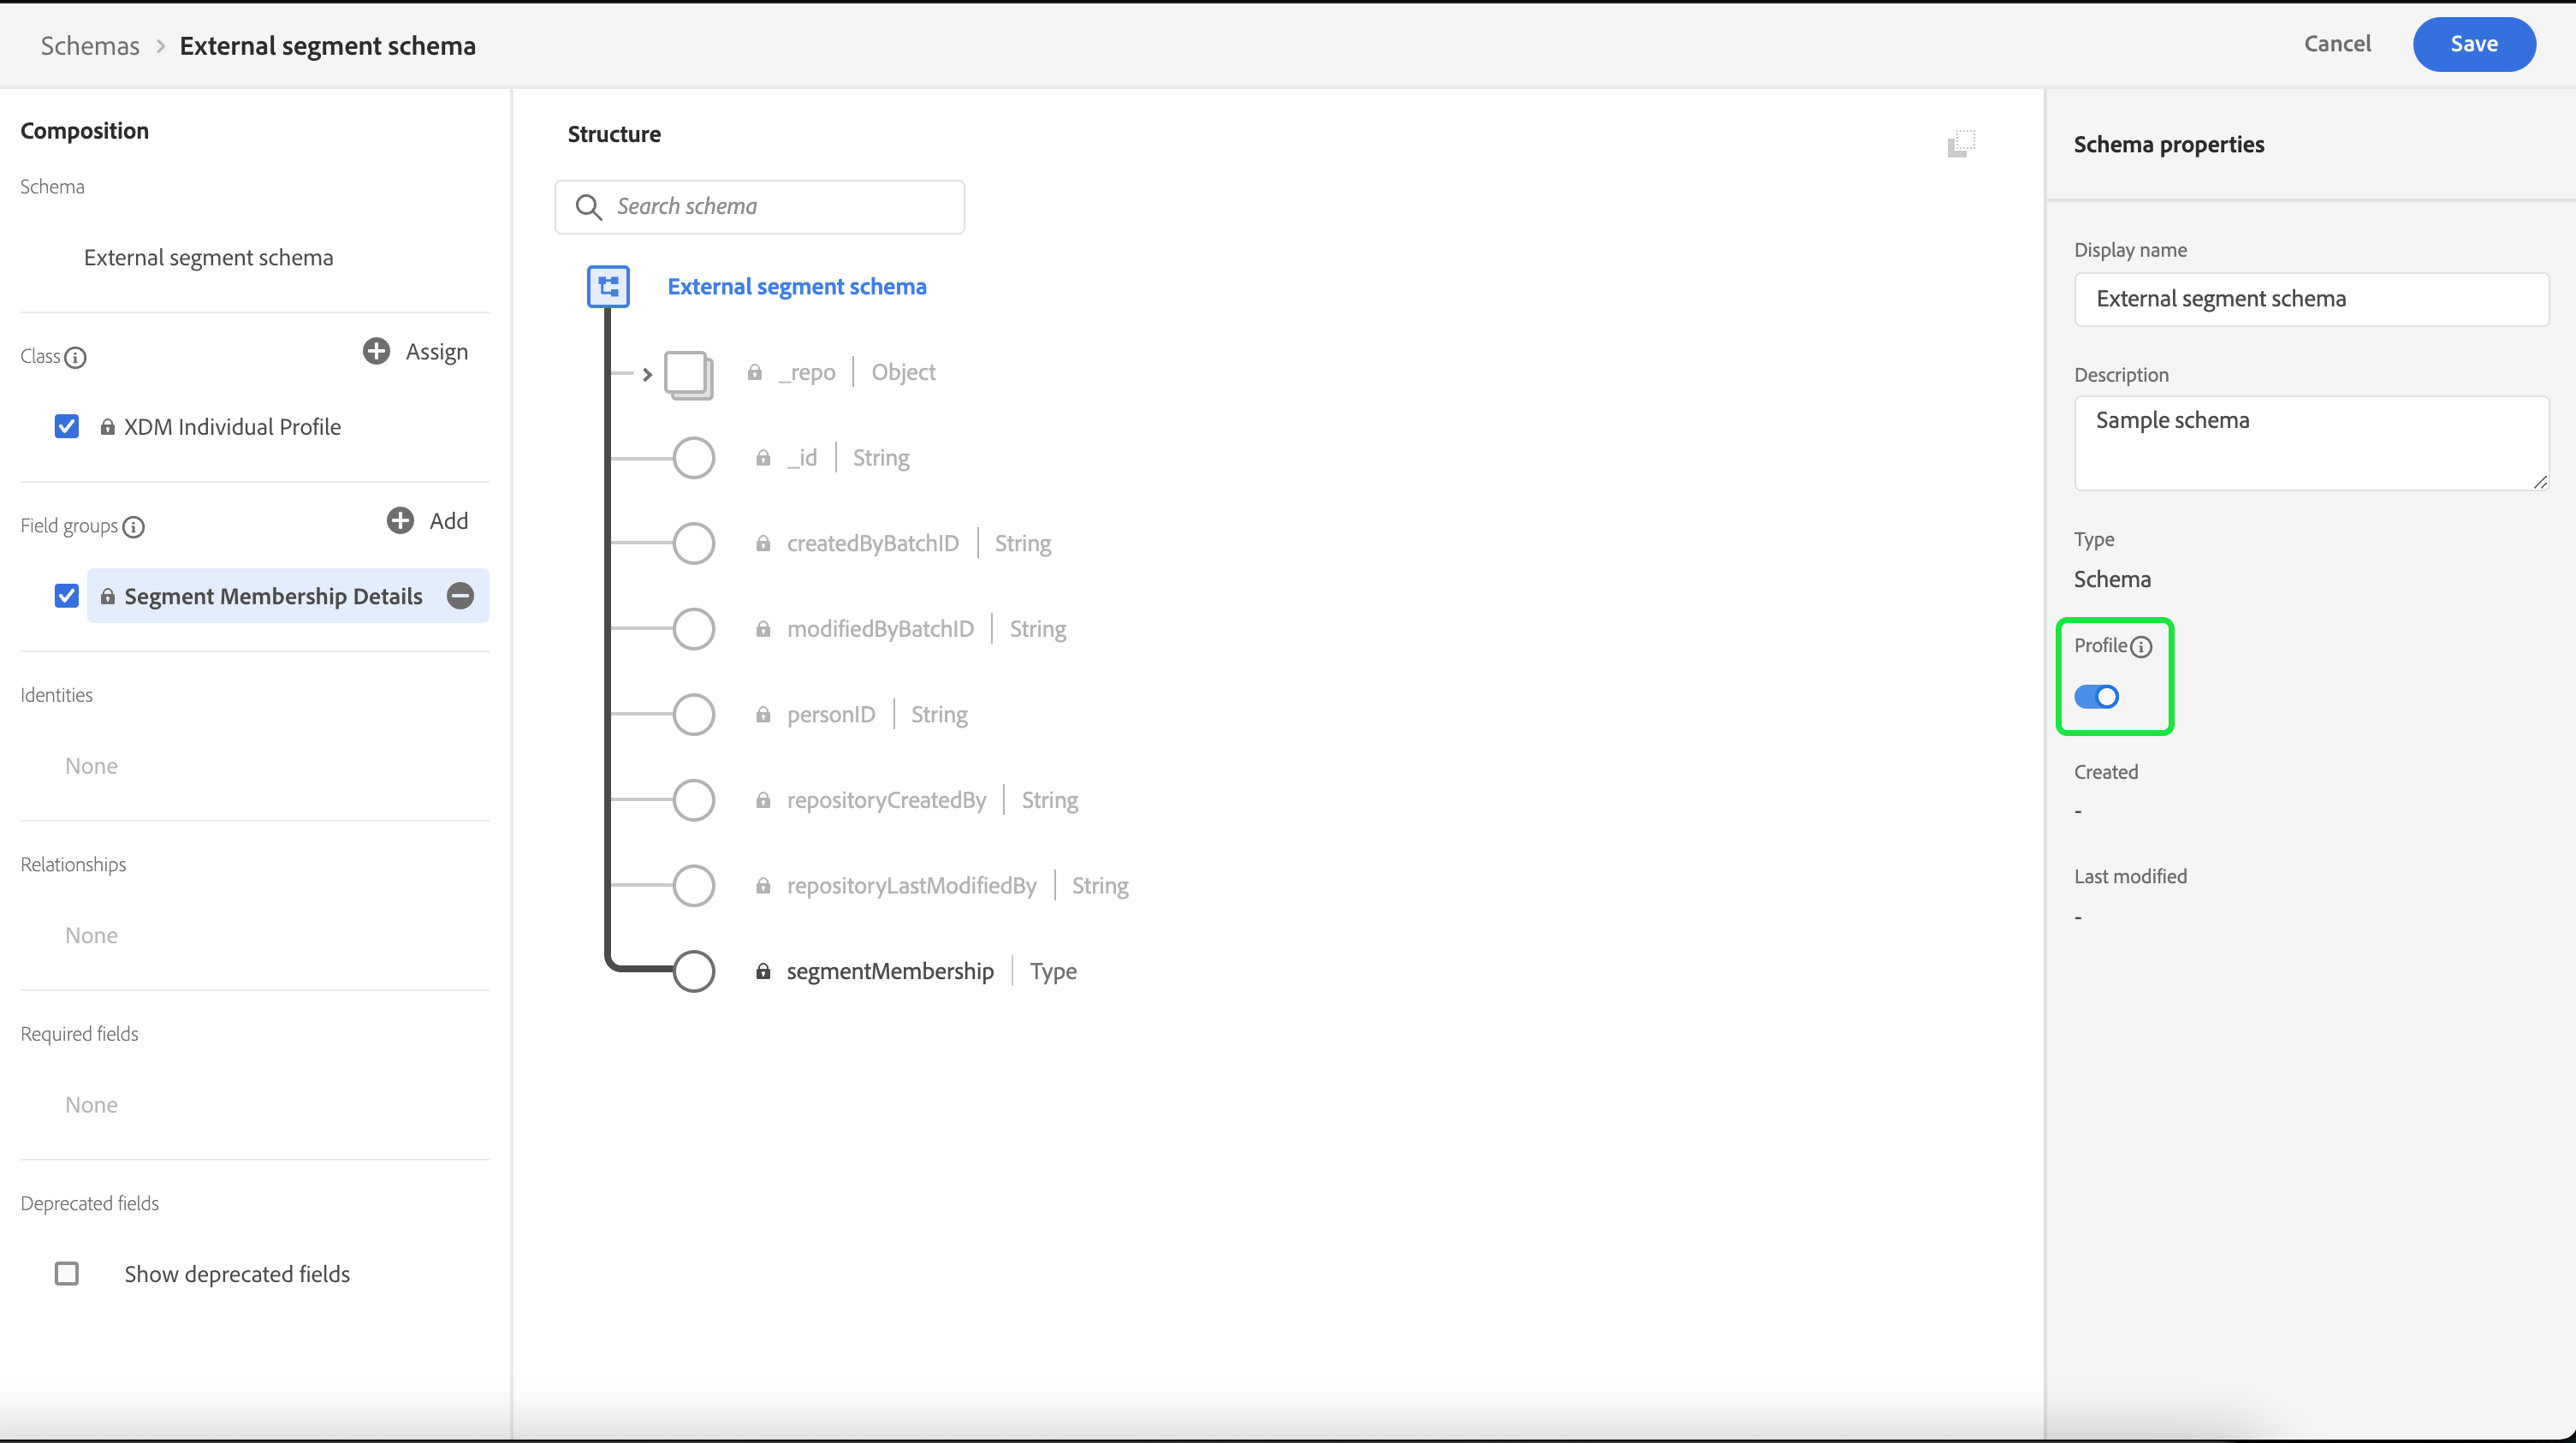 Schemas > External segment schema
Cancel
Save
Composition
Schema
External segment schema
Class
Assign
XDM Individual Profile
Field groups
Add
Segment Membership Details
Identities
None
Relationships
None
Required fields
None
Deprecated fields
Show deprecated fields
Structure
Search schema
External segment schema
_repo | Object
_id | String
createdByBatchID | String
modifiedByBatchID | String
personID | String
repositoryCreatedBy | String
repositoryLastModifiedBy | String
segmentMembership | Type
Schema properties
Display name
External segment schema
Description
Sample schema
Type
Schema
Profile
Created
-
Last modified
-